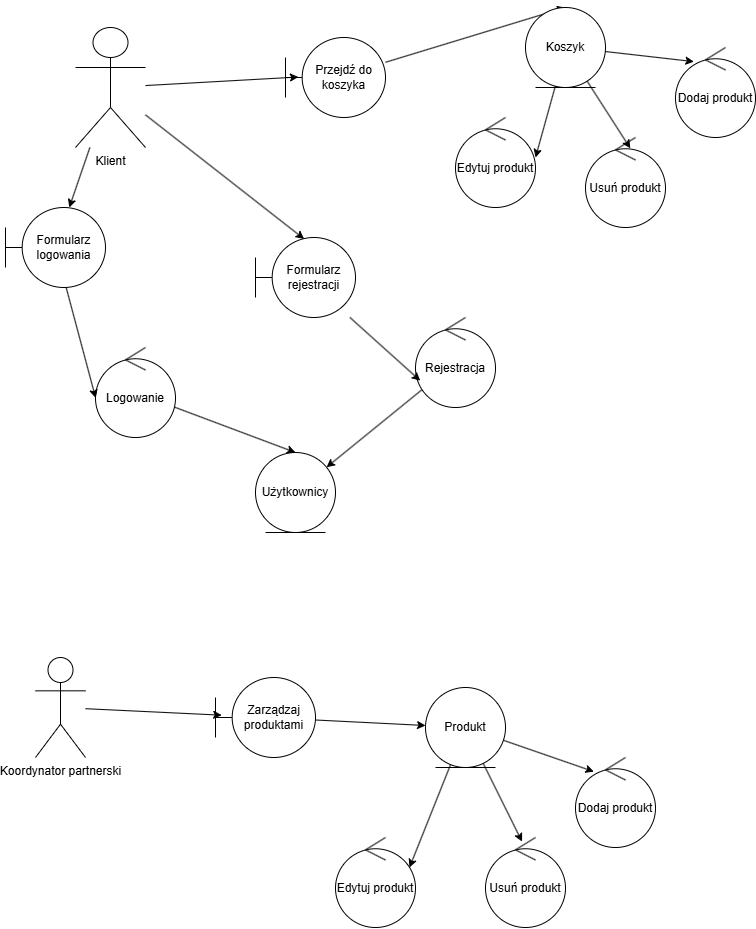 Przejdź do
koszyka
Koszyk
Dodaj produkt
Klient
Edytuj produkt
Usuń produkt
Formularz
logowania
Formularz
rejestracji
Logowanie
Rejestracja
Użytkownicy
Koordynator partnerski
Zarządzaj
produktami
Produkt
Dodaj produkt
Edytuj produkt
Usuń produkt